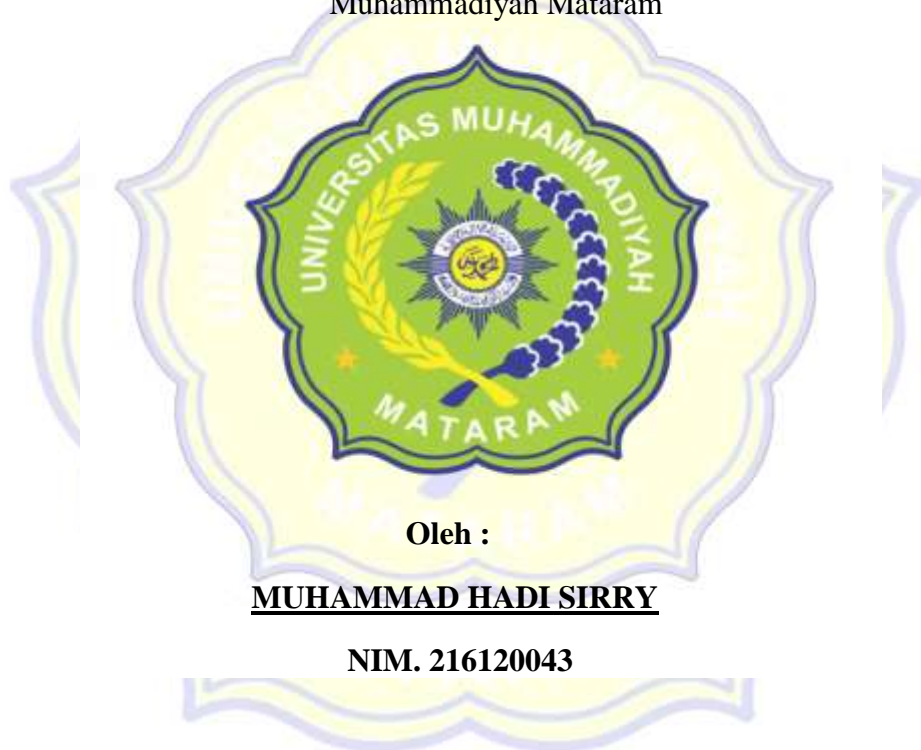 Muhammadiyah Mataram
UNIVERSITAS MUHAMMADIYAH
MATARAM
Oleh :
MUHAMMAD HADI SIRRY
NIM. 216120043